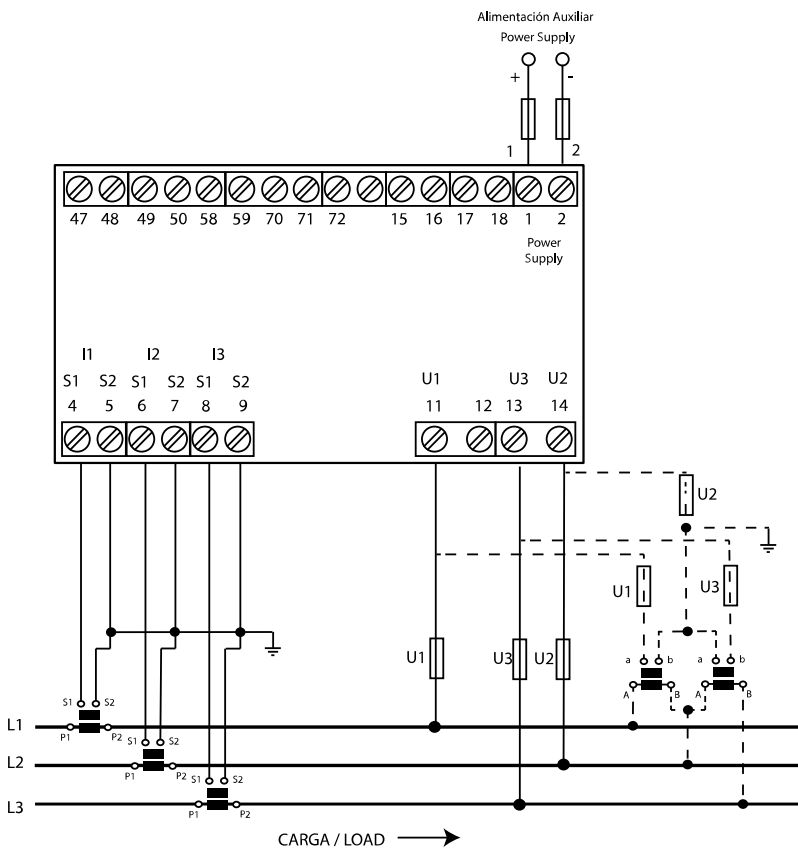 Alimentación Auxiliar
Power Supply
+ -
1 2
47 48 49 50 58 59 70 71 72 15 16 17 18 1 2
Power
Supply
I1 I2 I3
S1 S2 S1 S2 S1 S2
4 5 6 7 8 9
U1 U3 U2
11 12 13 14
U2
U1 U3
U1 U3 U2
a b a b
A B A B
S1 S2
L1
P1 P2
S1 S2
L2
P1 P2
S1 S2
L3
P1 P2
CARGA / LOAD